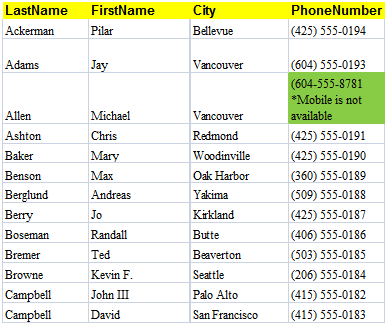 LastName FirstName City PhoneNumber
Ackerman Pilar Bellevue (425) 555-0194
Adams Jay Vancouver (604) 555-0193
(604-555-8781
*Mobile is not
Allen Michael Vancouver available
Ashton Chris Redmond (425) 555-0191
Baker Mary Woodinville (425) 555-0190
Benson Max Oak Harbor (360) 555-0189
Berglund Andreas Yakima (509) 555-0188
Berry Jo Kirkland (425) 555-0187
Boseman Randall Butte (406) 555-0186
Bremer Ted Beaverton (503) 555-0185
Browne Kevin F. Seattle (206) 555-0184
Campbell John III Palo Alto (415) 555-0182
Campbell David San Francisco (415) 555-0183